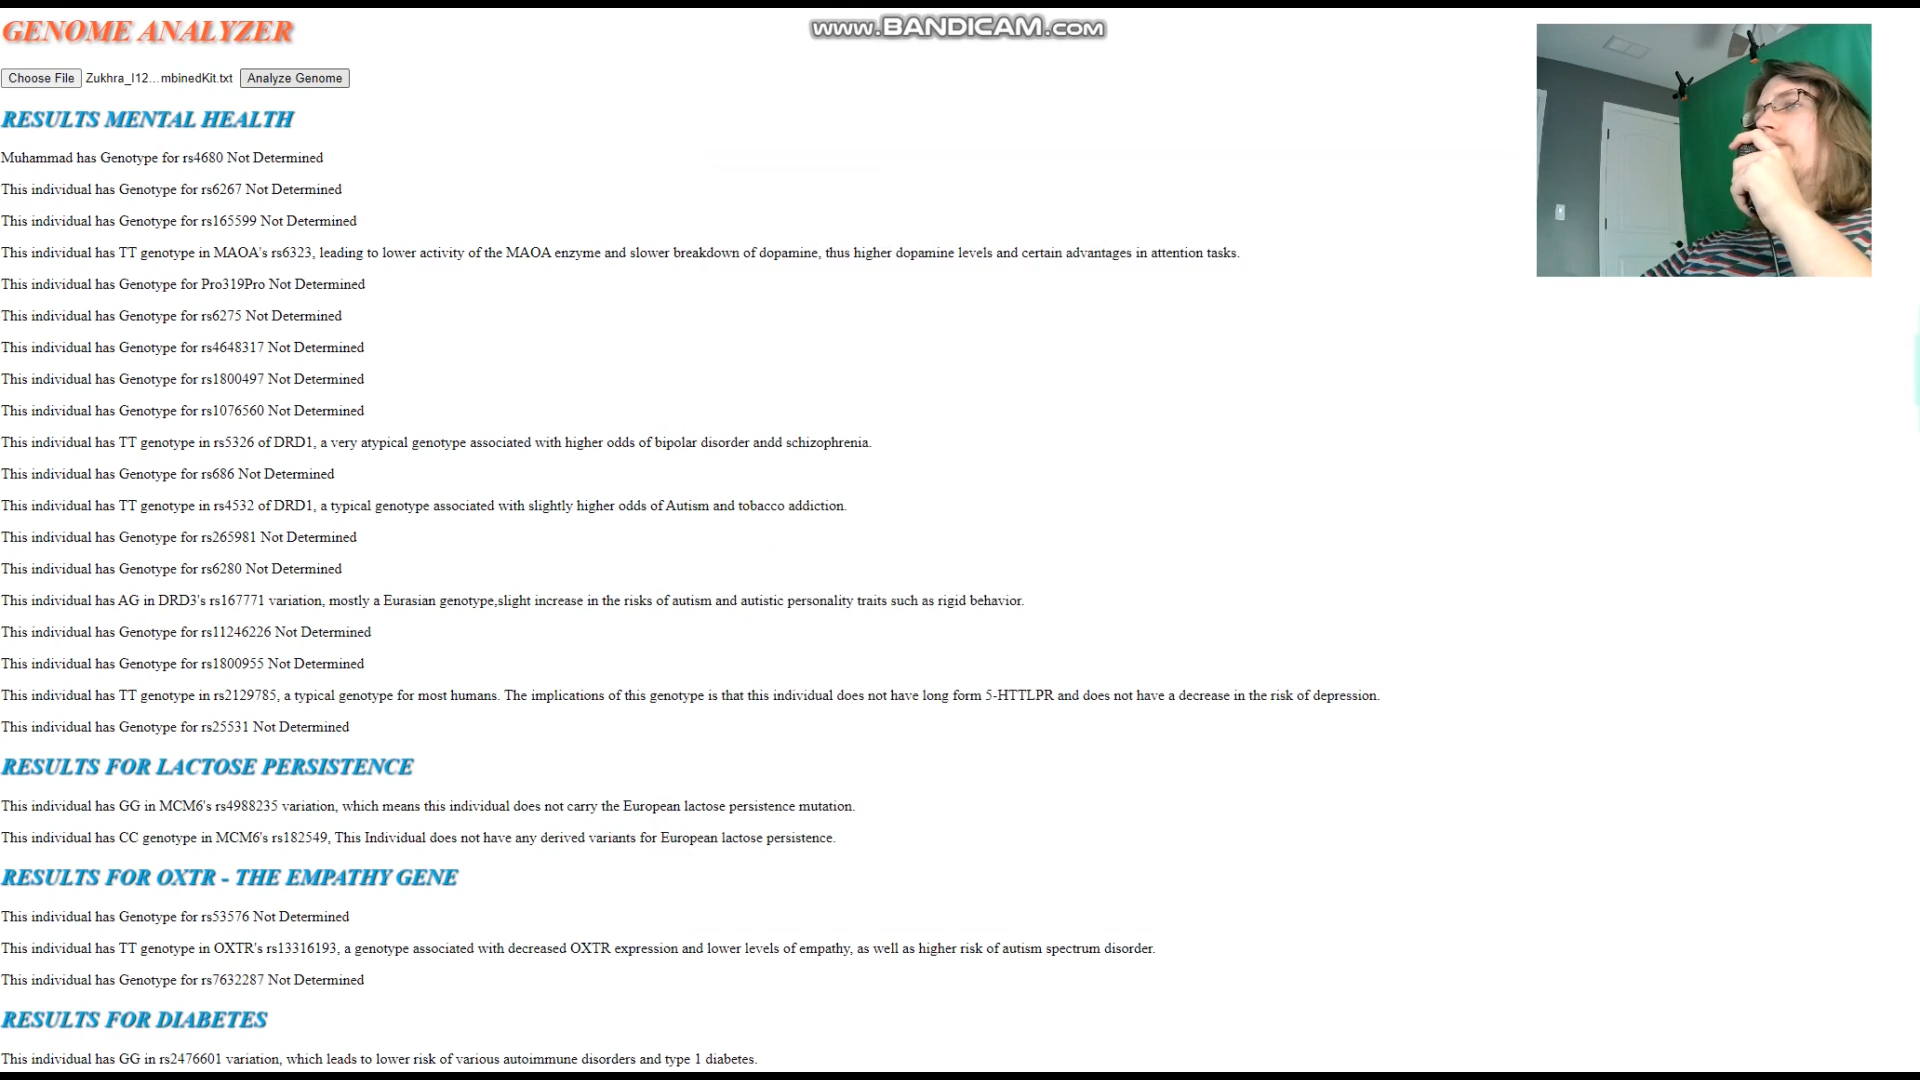 GENOME ANALYZER
www.BANDICAM.com
Choose File Zukhra_I12...mbinedKit.txt Analyze Genome
RESULTS MENTAL HEALTH
Muhammad has Genotype for rs4680 Not Determined
This individual has Genotype for rs6267 Not Determined
This individual has Genotype for rs165599 Not Determined
This individual has TT genotype in MAOA's rs6323, leading to lower activity of the MAOA enzyme and slower breakdown of dopamine, thus higher dopamine levels and certain advantages in attention tasks.
This individual has Genotype for Pro319Pro Not Determined
This individual has Genotype for rs6275 Not Determined
This individual has Genotype for rs4648317 Not Determined
This individual has Genotype for rs1800497 Not Determined
This individual has Genotype for rs1076560 Not Determined
This individual has TT genotype in rs5326 of DRD1, a very atypical genotype associated with higher odds of bipolar disorder andd schizophrenia.
This individual has Genotype for rs686 Not Determined
This individual has TT genotype in rs4532 of DRD1, a typical genotype associated with slightly higher odds of Autism and tobacco addiction.
This individual has Genotype for rs265981 Not Determined
This individual has Genotype for rs6280 Not Determined
This individual has AG in DRD3's rs167771 variation, mostly a Eurasian genotype,slight increase in the risks of autism and autistic personality traits such as rigid behavior.
This individual has Genotype for rs11246226 Not Determined
This individual has Genotype for rs1800955 Not Determined
This individual has TT genotype in rs2129785, a typical genotype for most humans. The implications of this genotype is that this individual does not have long form 5-HTTLPR and does not have a decrease in the risk of depression.
This individual has Genotype for rs25531 Not Determined
RESULTS FOR LACTOSE PERSISTENCE
This individual has GG in MCM6's rs4988235 variation, which means this individual does not carry the European lactose persistence mutation.
This individual has CC genotype in MCM6's rs182549, This Individual does not have any derived variants for European lactose persistence.
RESULTS FOR OXTR - THE EMPATHY GENE
This individual has Genotype for rs53576 Not Determined
This individual has TT genotype in OXTR's rs13316193, a genotype associated with decreased OXTR expression and lower levels of empathy, as well as higher risk of autism spectrum disorder.
This individual has Genotype for rs7632287 Not Determined
RESULTS FOR DIABETES
This individual has GG in rs2476601 variation, which leads to lower risk of various autoimmune disorders and type 1 diabetes.